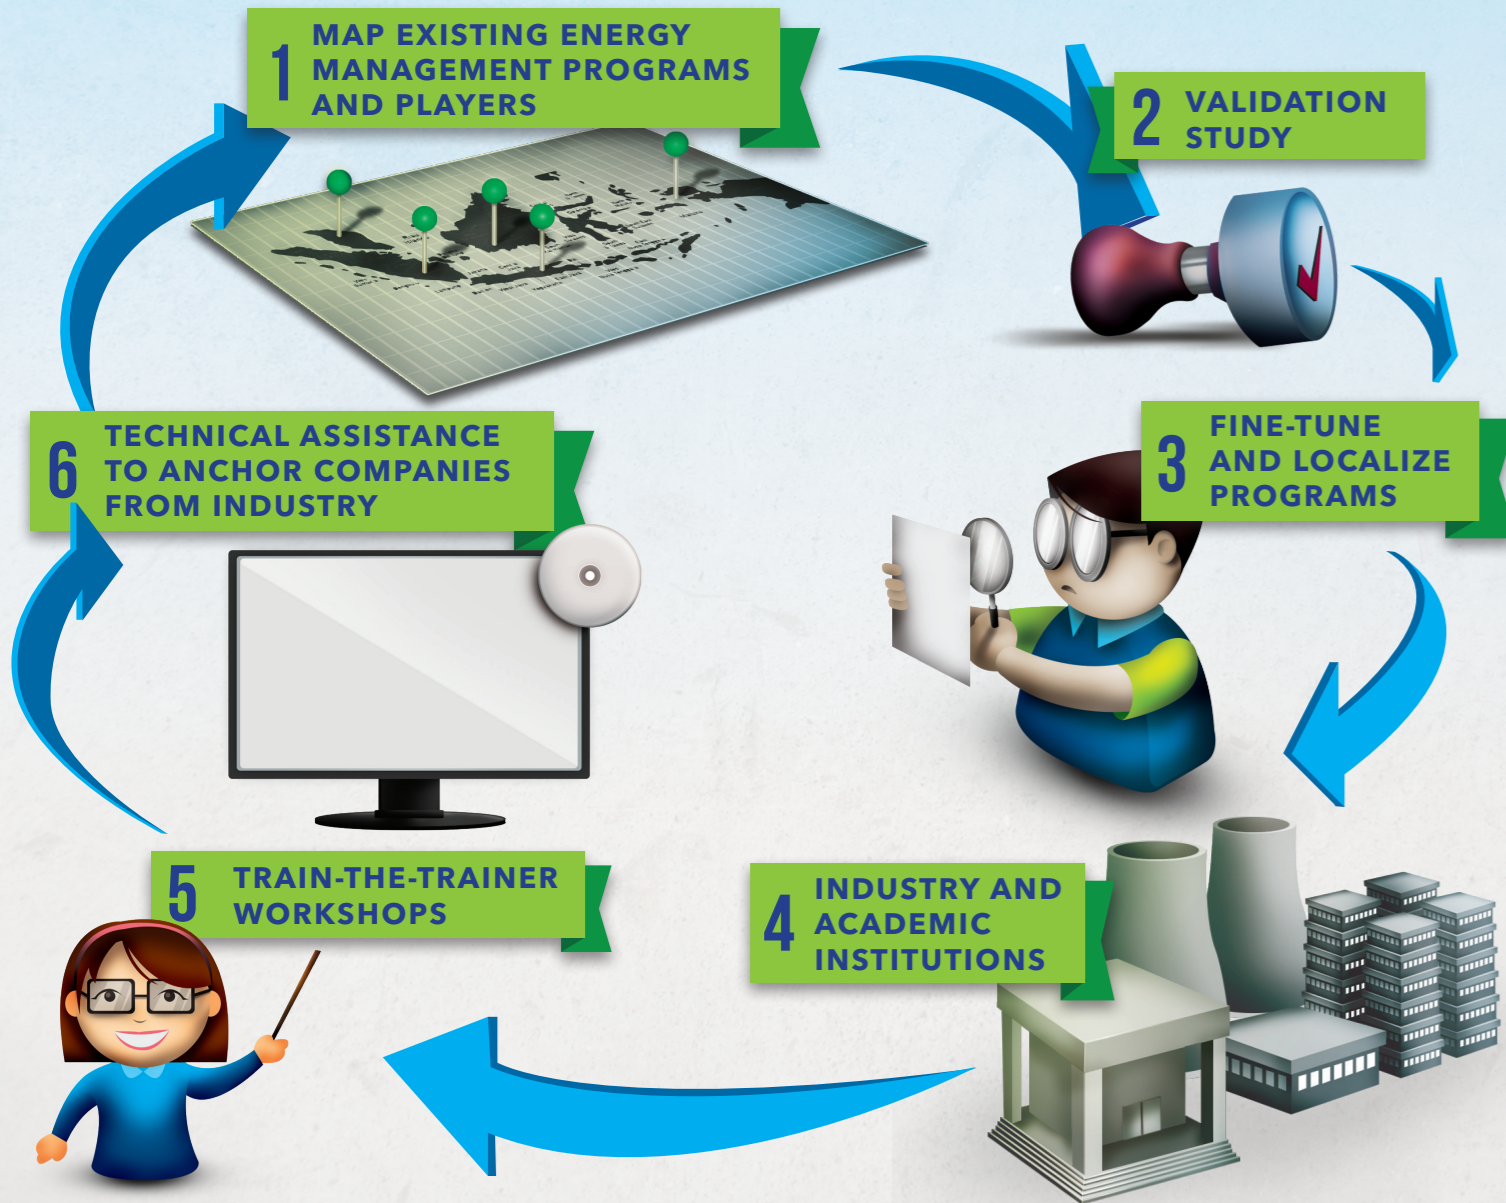 1 MAP EXISTING ENERGY
MANAGEMENT PROGRAMS
AND PLAYERS
2 VALIDATION
STUDY
3 FINE-TUNE
AND LOCALIZE
PROGRAMS
4 INDUSTRY AND
ACADEMIC
INSTITUTIONS
5 TRAIN-THE-TRAINER
WORKSHOPS
6 TECHNICAL ASSISTANCE
TO ANCHOR COMPANIES
FROM INDUSTRY